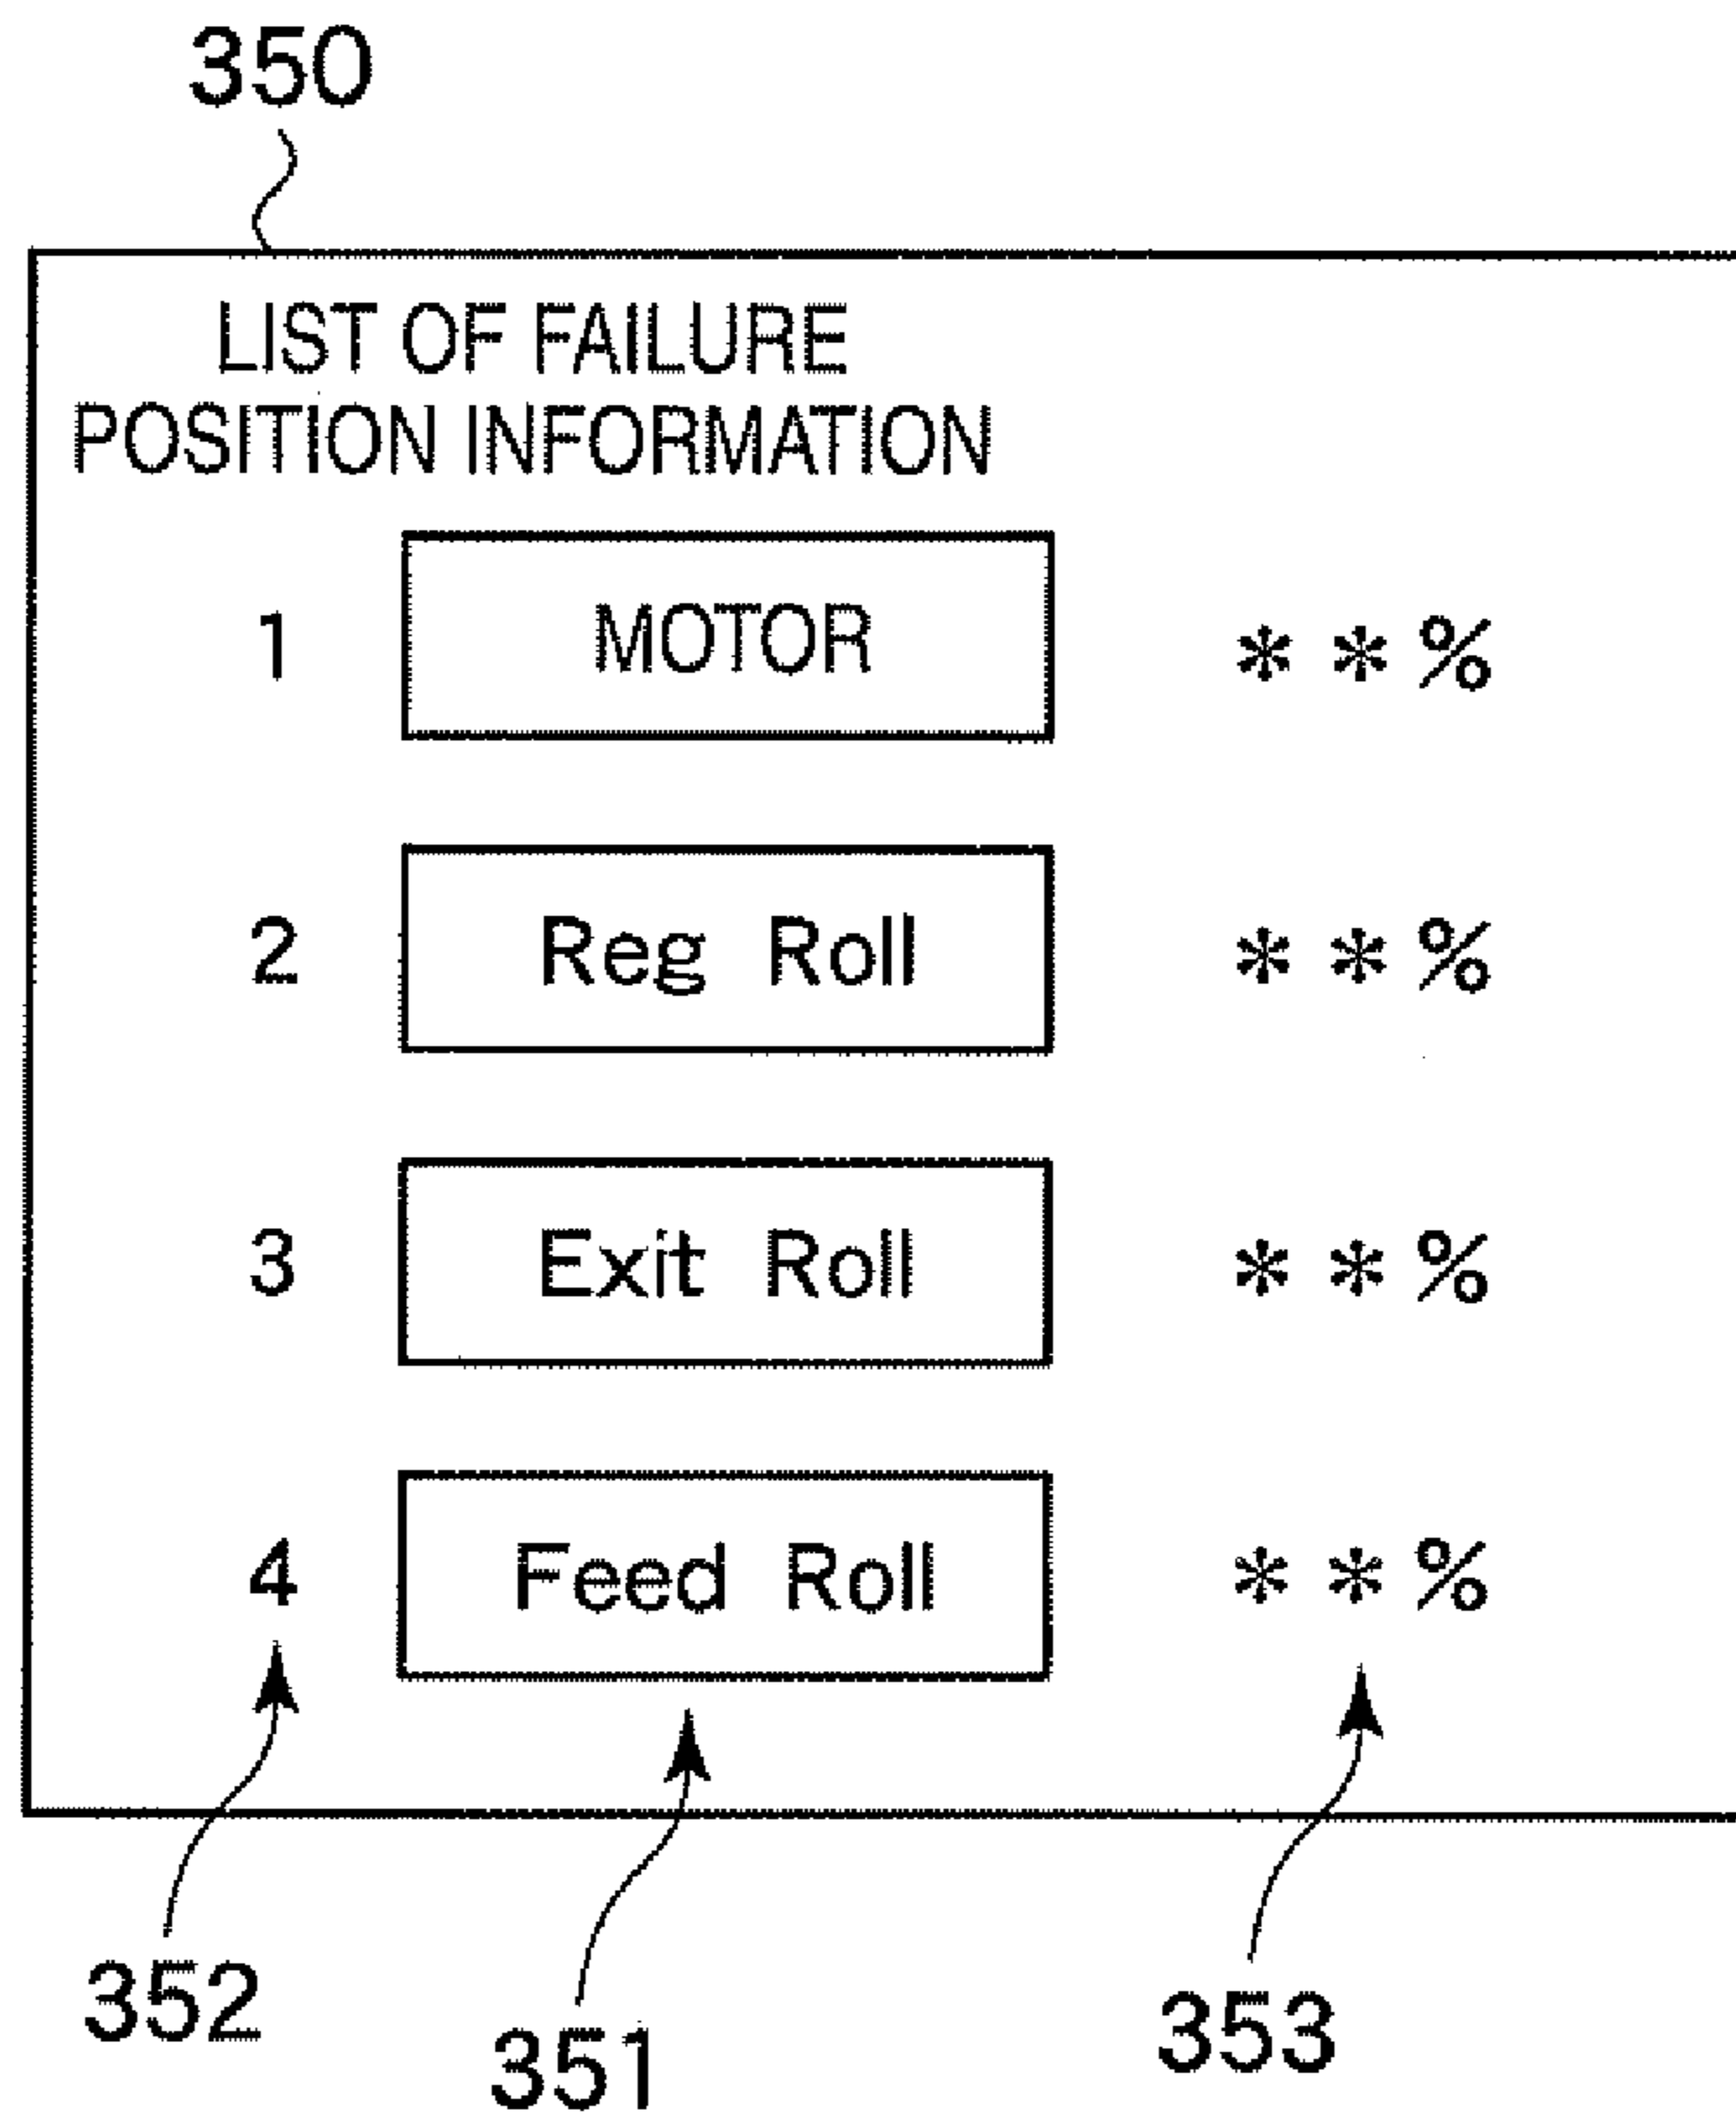 350
LIST OF FAILURE
POSITION INFORMATION
1 MOTOR **%
2 Reg Roll **%
3 Exit Roll **%
4 Feed Roll **%
352 351 353